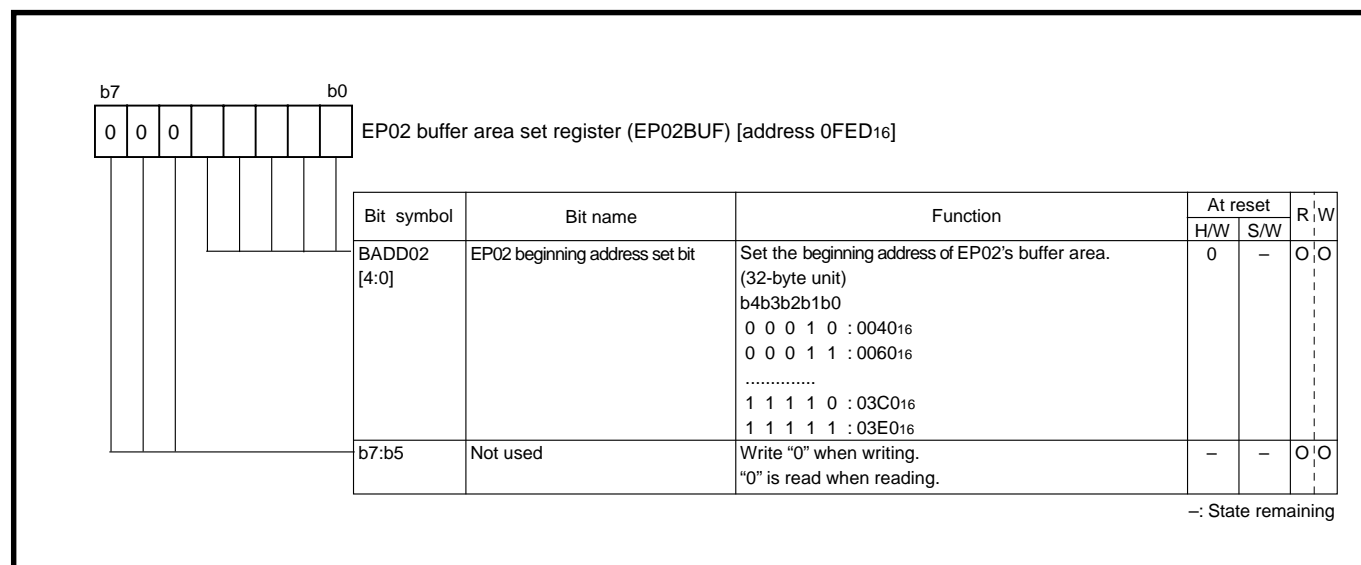 b7 b0
0 0 0 EP02 buffer area set register (EP02BUF) [address 0FED16]
Bit symbol Bit name Function At reset R W
H/W S/W
BADD02 EP02 beginning address set bit Set the beginning address of EP02's buffer area. 0 – O O
[4:0] (32-byte unit)
b4b3b2b1b0
0 0 0 1 0 : 004016
0 0 0 1 1 : 006016
..............
1 1 1 1 0 : 03C016
1 1 1 1 1 : 03E016
b7:b5 Not used Write “0” when writing. – – O O
“0” is read when reading.
–: State remaining